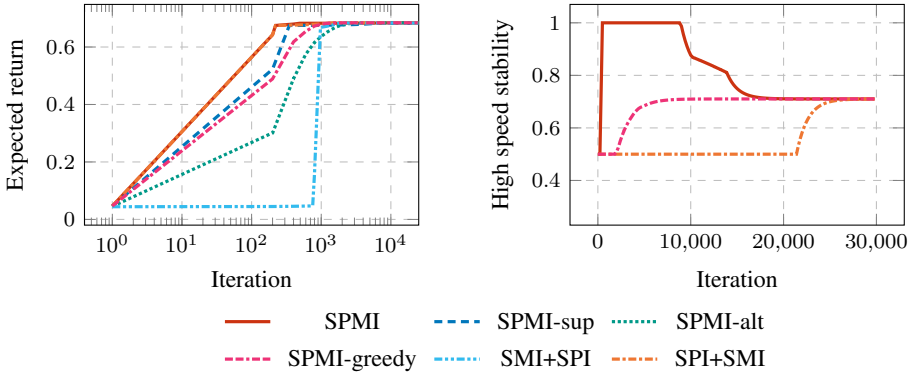 Expected return
0.6
0.4
0.2
0
10^0 10^1 10^2 10^3 10^4
Iteration
High speed stability
1
0.8
0.6
0.4
0 10,000 20,000 30,000
Iteration
SPMI SPMI-sup SPMI-alt
SPMI-greedy SMI+SPI SPI+SMI